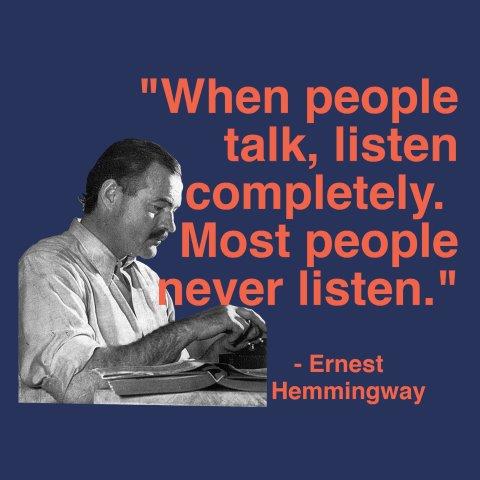 "When people
talk, listen
completely.
Most people
never listen."
- Ernest
Hemmingway